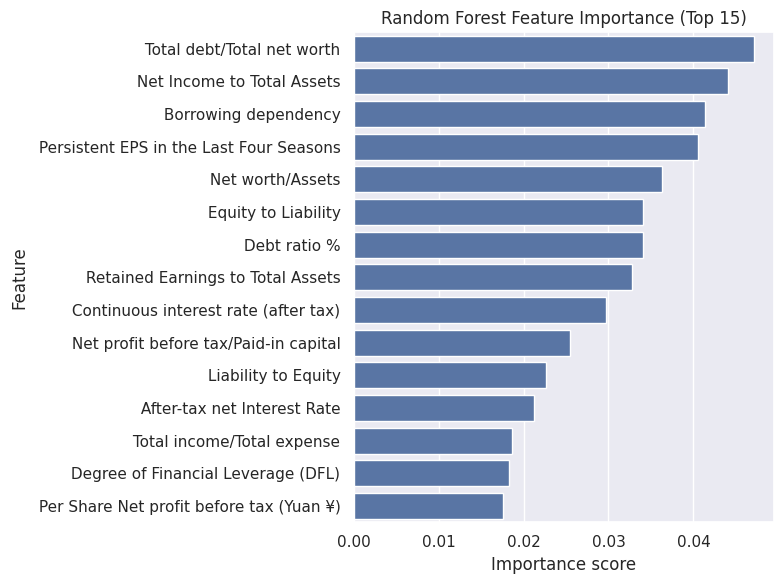 Random Forest Feature Importance (Top 15)
Feature
Total debt/Total net worth
Net Income to Total Assets
Borrowing dependency
Persistent EPS in the Last Four Seasons
Net worth/Assets
Equity to Liability
Debt ratio %
Retained Earnings to Total Assets
Continuous interest rate (after tax)
Net profit before tax/Paid-in capital
Liability to Equity
After-tax net Interest Rate
Total income/Total expense
Degree of Financial Leverage (DFL)
Per Share Net profit before tax (Yuan ¥)
0.00 0.01 0.02 0.03 0.04
Importance score